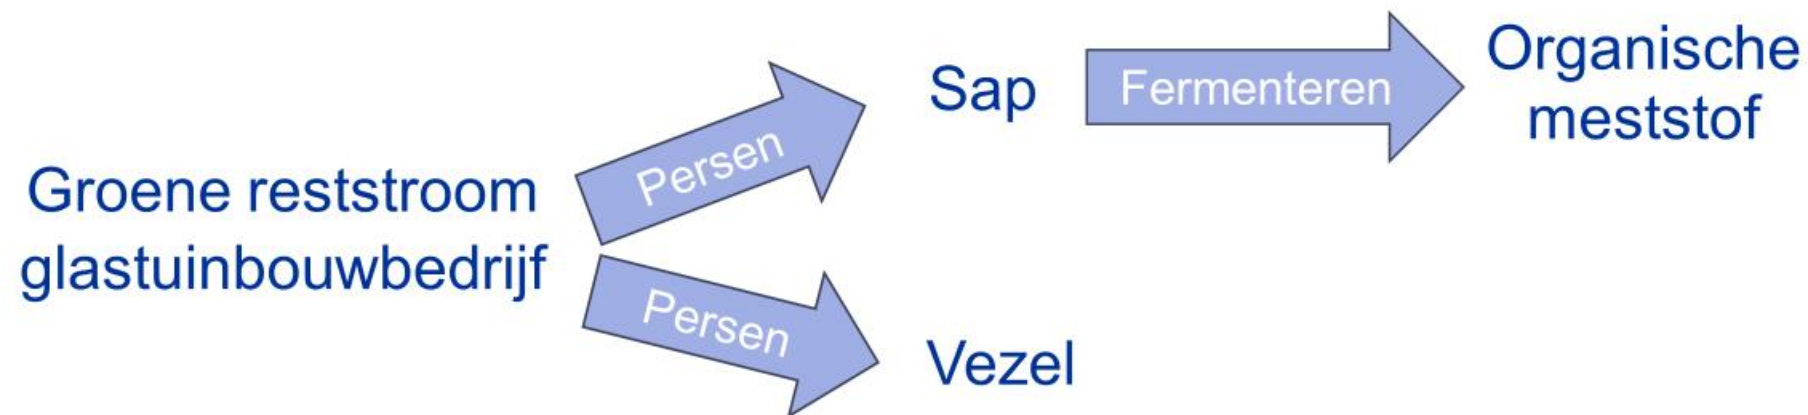 Groene reststroom
glastuinbouwbedrijf
Persen
Sap
Fermenteren
Organische
meststof
Persen
Vezel